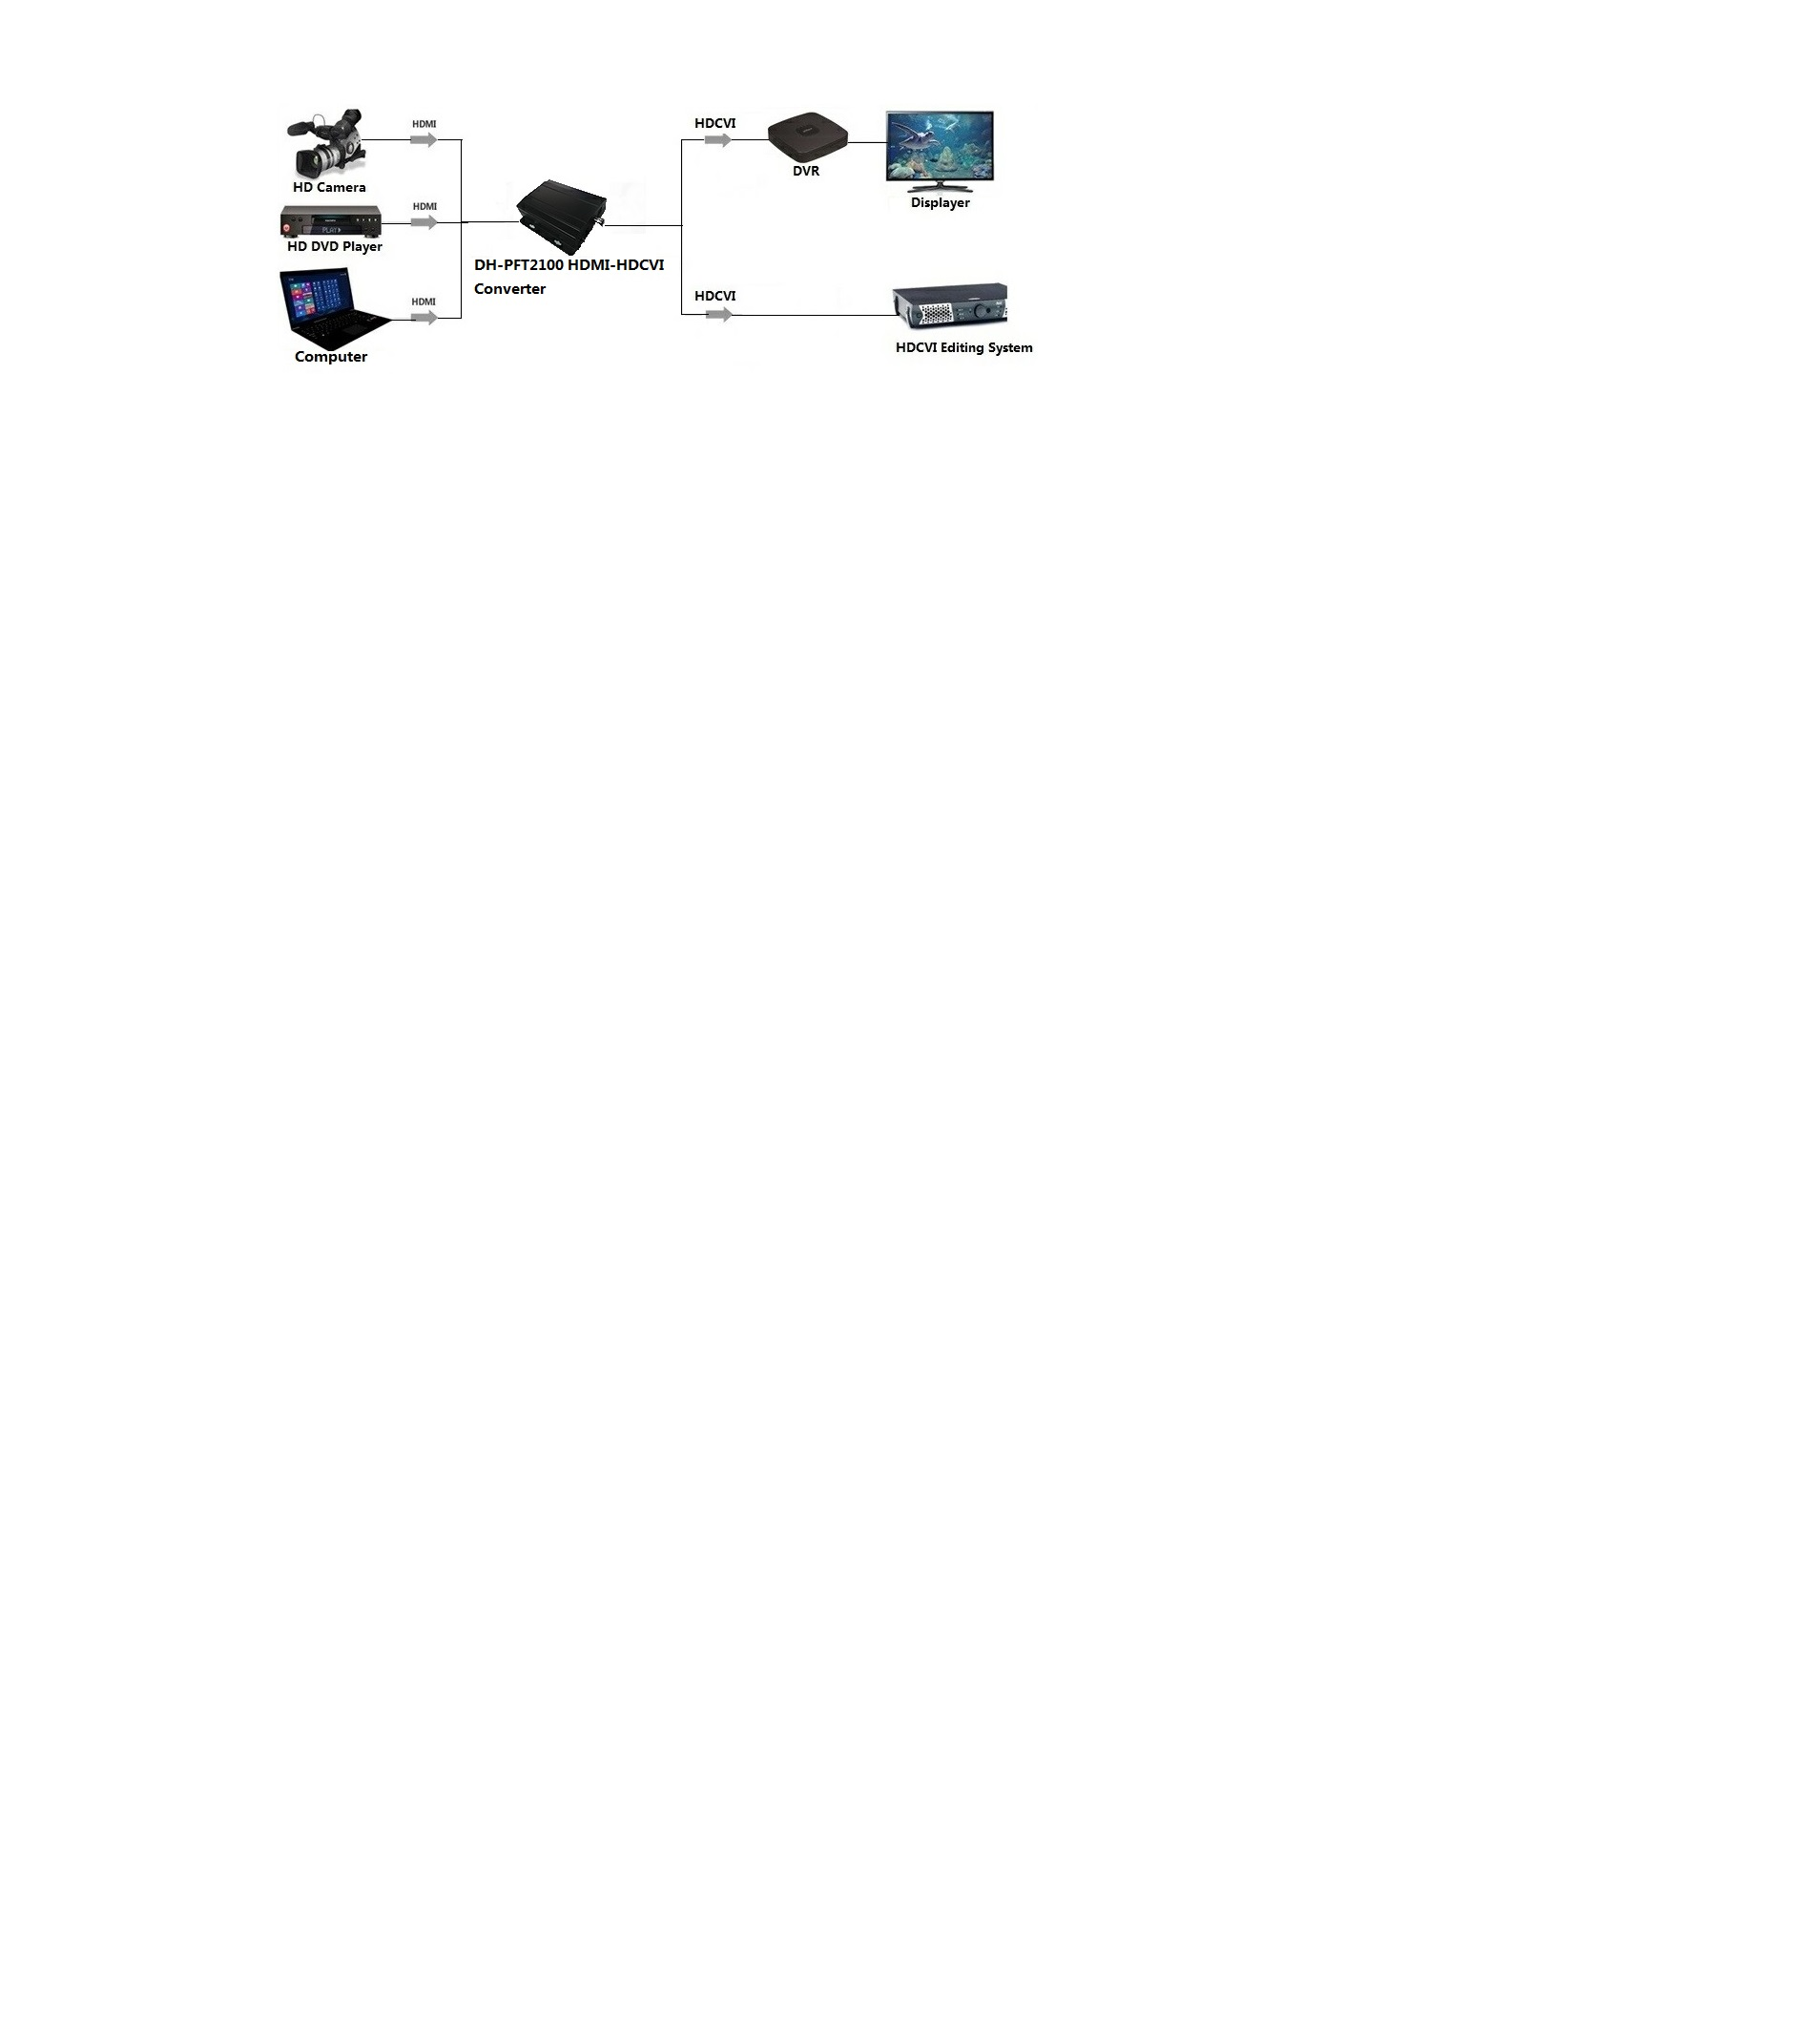 HDMI
HD Camera
HDMI
PLAY
HD DVD Player
HDMI
Computer
DH-PFT2100 HDMI-HDCVI
Converter
HDCVI
DVR
Displayer
HDCVI
HDCVI Editing System